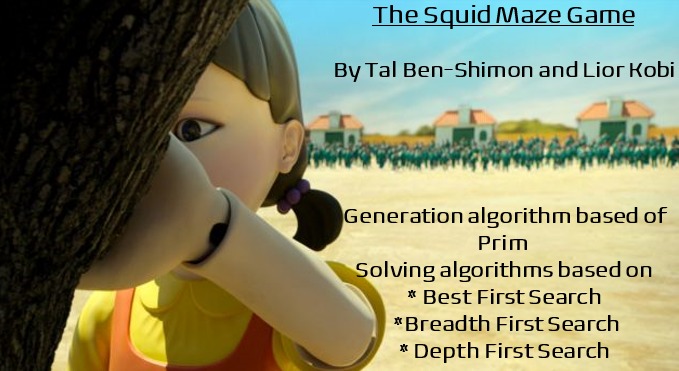 The Squid Maze Game
By Tal Ben-Shimon and Lior Kobi
Generation algorithm based of
Prim
Solving algorithms based on
* Best First Search
*Breadth First Search
* Depth First Search